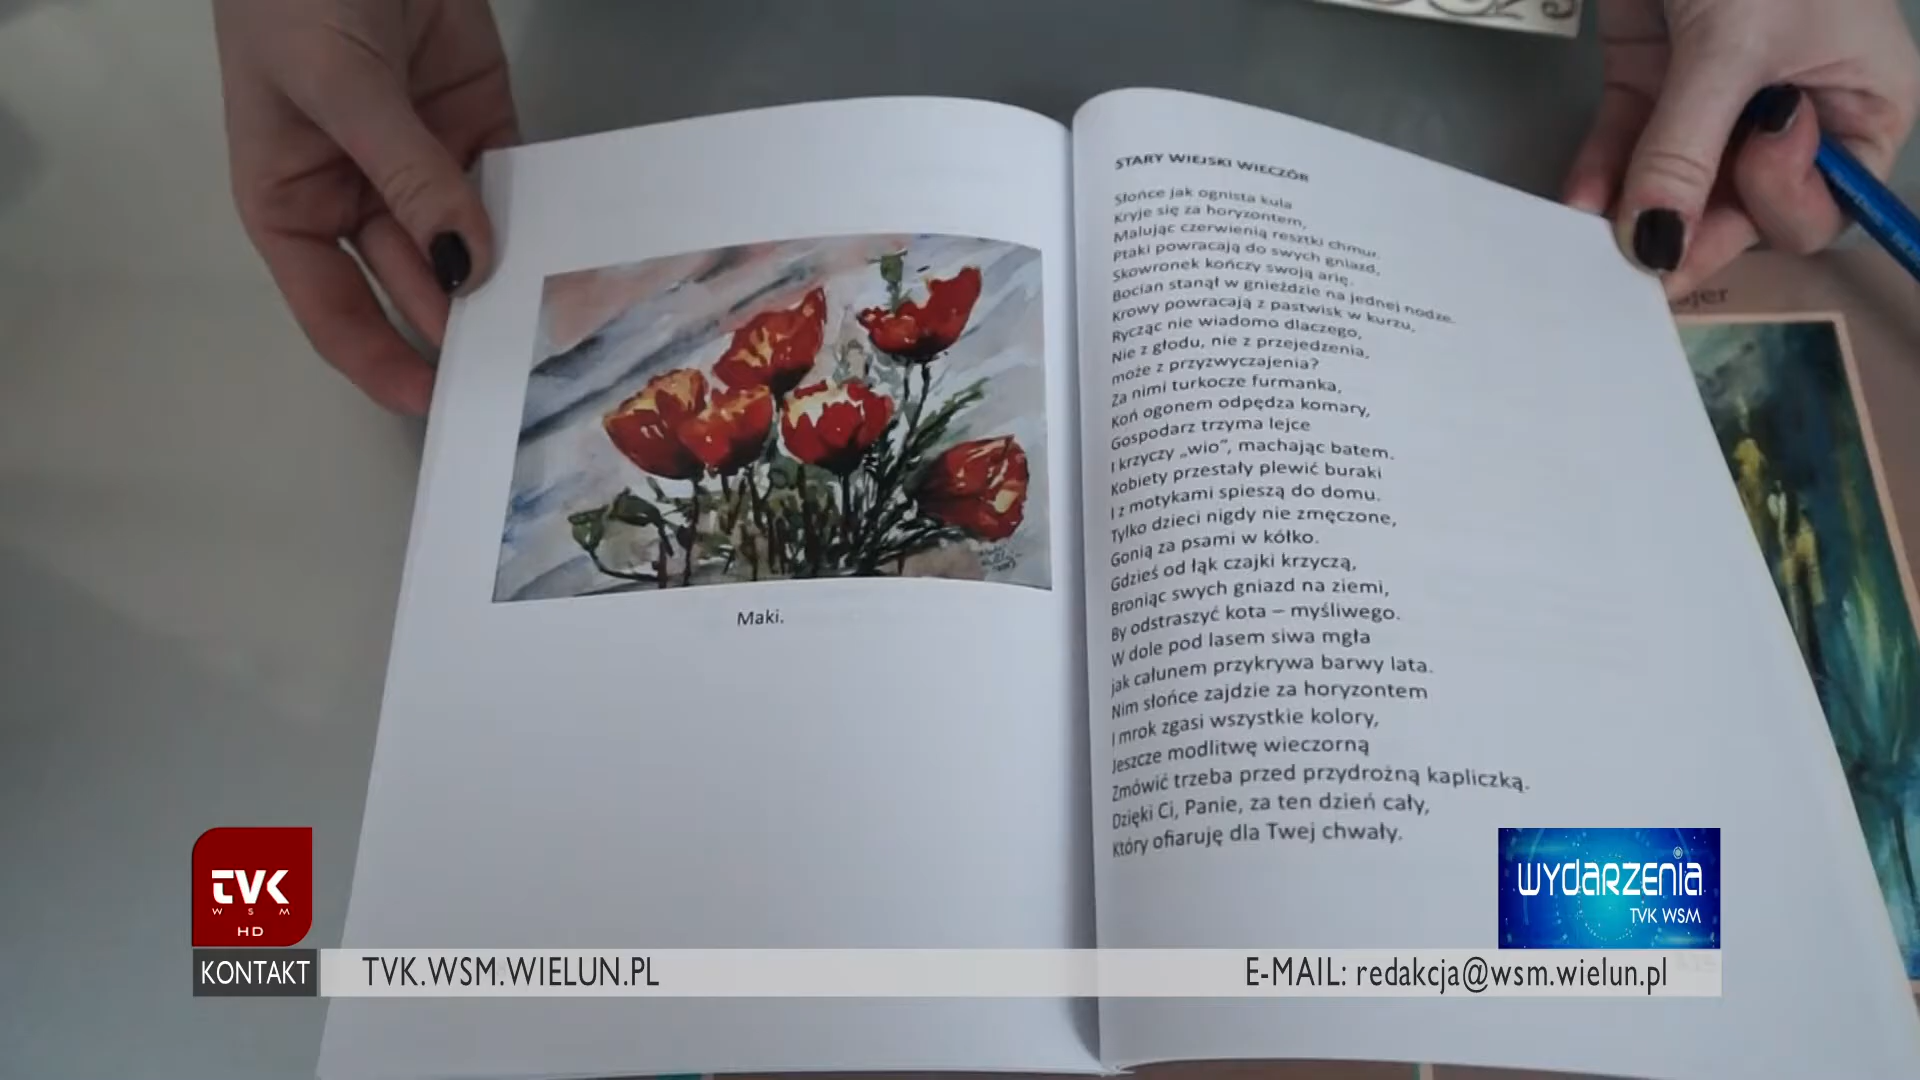 Maki.
STARY WIEJSKI WIECZÓR
Słońce jak ognista kula
Kryje się za horyzontem,
Malując czerwienią resztki chmur.
Ptaki powracają do swych gniazd,
Skowronek kończy swoją arię.
Bocian stanął w gnieździe na jednej nodze.
Krowy powracają z pastwisk w kurzu,
Rycząc nie wiadomo dlaczego,
Nie z głodu, nie z przejedzenia,
może z przyzwyczajenia?
Za nimi turkocze furmanka,
Koń ogonem odpędza komary,
Gospodarz trzyma lejce
I krzyczy „wio”, machając batem.
Kobiety przestały plewić buraki
I z motykami spieszą do domu.
Tylko dzieci nigdy nie zmęczone,
Gonią za psami w kółko.
Gdzieś od łąk czajki krzyczą,
Broniąc swych gniazd na ziemi,
By odstraszyć kota – myśliwego.
W dole pod lasem siwa mgła
jak całunem przykrywa barwy lata.
Nim słońce zajdzie za horyzontem
I mrok zgasi wszystkie kolory,
Jeszcze modlitwę wieczorną
Zmówić trzeba przed przydrożną kapliczką.
Dzięki Ci, Panie, za ten dzień cały,
Który ofiaruję dla Twej chwały.
TVK
WSM
HD
WYDARZENIA
TVK WSM
KONTAKT TVK.WSM.WIELUN.PL E-MAIL: redakcja@wsm.wielun.pl